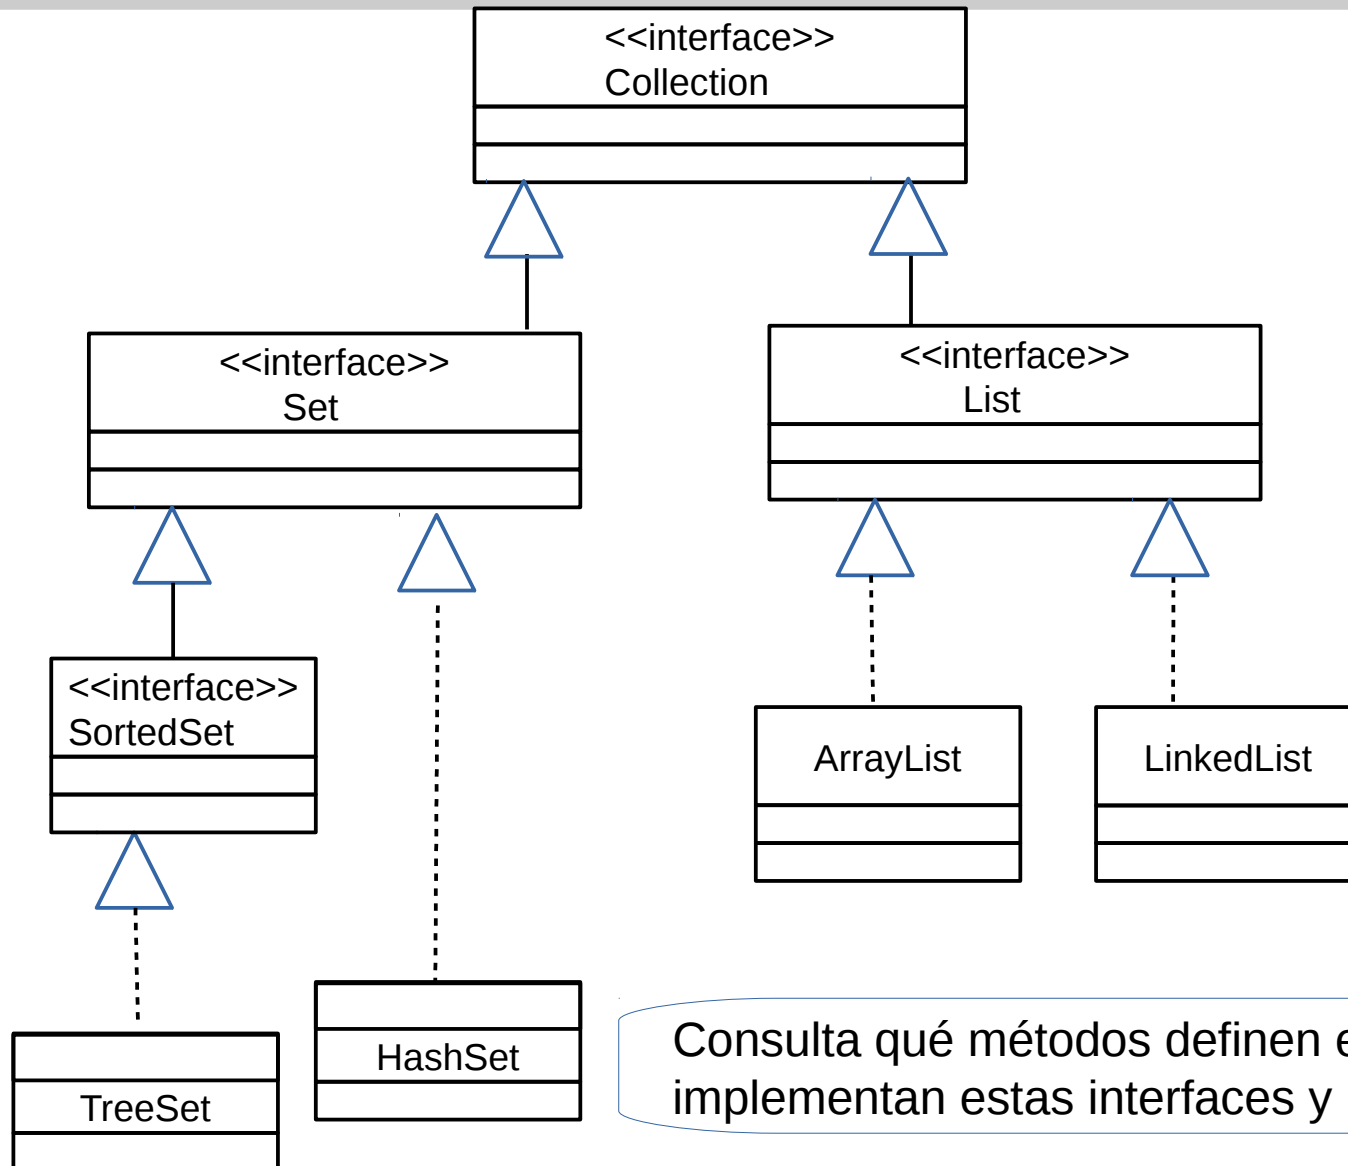 <<interface>>
Collection
<<interface>>
Set
<<interface>>
List
<<interface>>
SortedSet
ArrayList
LinkedList
HashSet
TreeSet
Consulta qué métodos definen
implementan estas interfaces y